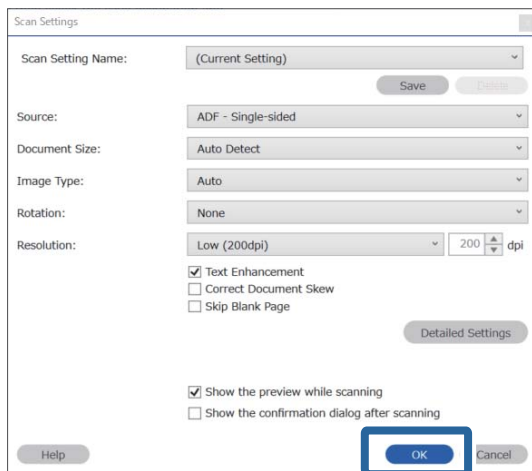 Scan Settings
Scan Setting Name: (Current Setting)
Save Delete
Source: ADF - Single-sided
Document Size: Auto Detect
Image Type: Auto
Rotation: None
Resolution: Low (200dpi) 200 dpi
Text Enhancement
Correct Document Skew
Skip Blank Page
Detailed Settings
Show the preview while scanning
Show the confirmation dialog after scanning
Help OK Cancel